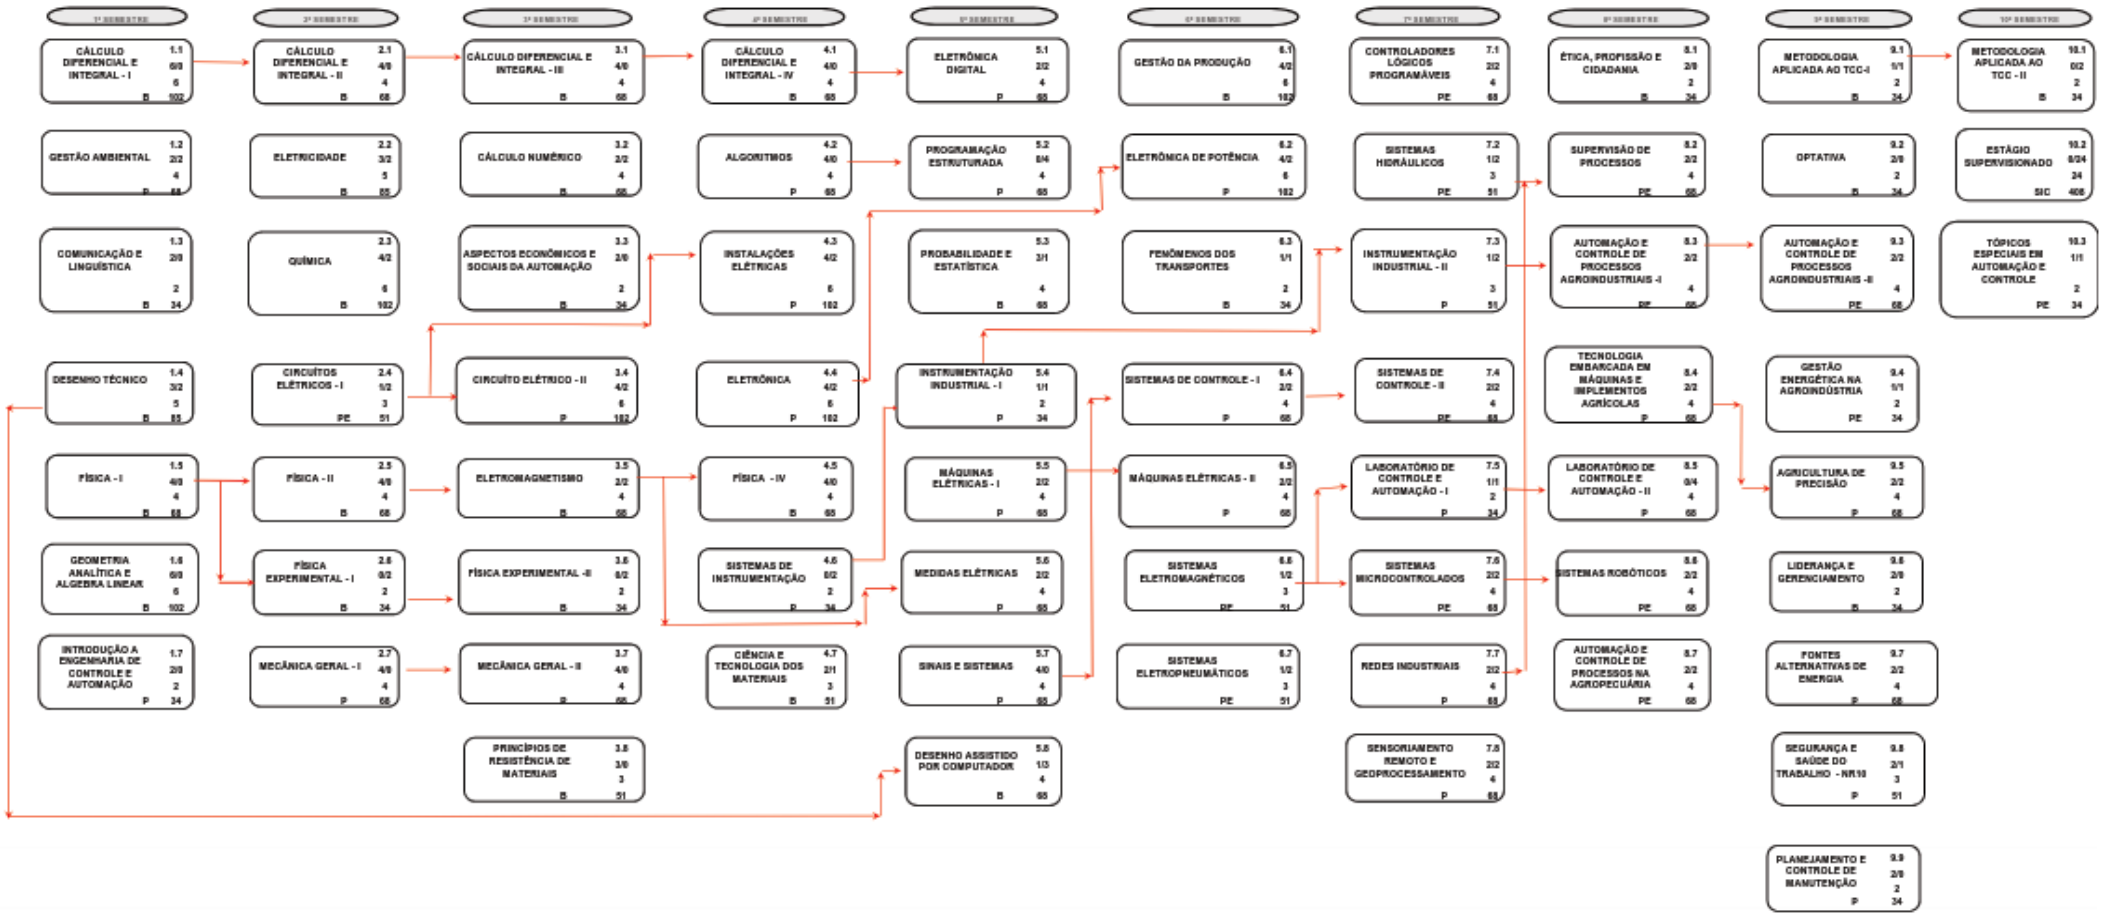 1º SEMESTRE
2º SEMESTRE
3º SEMESTRE
4º SEMESTRE
5º SEMESTRE
6º SEMESTRE
7º SEMESTRE
8º SEMESTRE
9º SEMESTRE
10º SEMESTRE
CÁLCULO 1.1
DIFERENCIAL E 6/0
INTEGRAL - I
6
B 102
CÁLCULO 2.1
DIFERENCIAL E 4/0
INTEGRAL - II
4
B 68
3.1
CÁLCULO DIFERENCIAL E 4/0
INTEGRAL - III
4
B 68
CÁLCULO 4.1
DIFERENCIAL E 4/0
INTEGRAL - IV
4
B 68
5.1
ELETRÔNICA 2/2
DIGITAL
4
P 68
6.1
GESTÃO DA PRODUÇÃO 4/2
6
B 102
CONTROLADORES 7.1
LÓGICOS 2/2
PROGRAMÁVEIS
4
PE 68
8.1
ÉTICA, PROFISSÃO E 2/0
CIDADANIA
2
B 34
9.1
METODOLOGIA 1/1
APLICADA AO TCC-I
2
B 34
METODOLOGIA 10.1
APLICADA AO 0/2
TCC - II
2
B 34
1.2
GESTÃO AMBIENTAL 2/2
4
P 68
2.2
ELETRICIDADE 3/2
5
B 85
3.2
CÁLCULO NUMÉRICO 2/2
4
B 68
4.2
ALGORITMOS 4/0
4
P 68
PROGRAMAÇÃO 5.2
ESTRUTURADA 0/4
4
P 68
6.2
ELETRÔNICA DE POTÊNCIA 4/2
6
P 102
SISTEMAS 7.2
HIDRÁULICOS 1/2
3
PE 51
SUPERVISÃO DE 8.2
PROCESSOS 2/2
4
PE 68
9.2
OPTATIVA 2/0
2
B 34
ESTÁGIO 10.2
SUPERVISIONADO 0/24
24
SIC 408
1.3
COMUNICAÇÃO E 2/0
LINGUÍSTICA
2
B 34
2.3
QUÍMICA 4/2
6
B 102
3.3
ASPECTOS ECONÔMICOS E 2/0
SOCIAIS DA AUTOMAÇÃO
2
B 34
4.3
INSTALAÇÕES 4/2
ELÉTRICAS
6
P 102
5.3
PROBABILIDADE E 3/1
ESTATÍSTICA
4
B 68
6.3
FENÔMENOS DOS 1/1
TRANSPORTES
2
B 34
7.3
INSTRUMENTAÇÃO 1/2
INDUSTRIAL - II
3
P 51
AUTOMAÇÃO E 8.3
CONTROLE DE 2/2
PROCESSOS
AGROINDUSTRIAIS -I
4
PE 68
AUTOMAÇÃO E 9.3
CONTROLE DE 2/2
PROCESSOS
AGROINDUSTRIAIS -II
4
PE 68
TÓPICOS 10.3
ESPECIAIS EM 1/1
AUTOMAÇÃO E
CONTROLE
2
PE 34
1.4
DESENHO TÉCNICO 3/2
5
B 85
CIRCUÍTOS 2.4
ELÉTRICOS - I 1/2
3
PE 51
3.4
CIRCUÍTO ELÉTRICO - II 4/2
6
P 102
4.4
ELETRÔNICA 4/2
6
P 102
INSTRUMENTAÇÃO 5.4
INDUSTRIAL - I 1/1
2
P 34
6.4
SISTEMAS DE CONTROLE - I 2/2
4
P 68
SISTEMAS DE 7.4
CONTROLE - II 2/2
4
PE 68
TECNOLOGIA
EMBARCADA EM 8.4
MÁQUINAS E 2/2
IMPLEMENTOS
AGRÍCOLAS 4
P 68
GESTÃO 9.4
ENERGÉTICA NA 1/1
AGROINDÚSTRIA
2
PE 34
1.5
FÍSICA - I 4/0
4
B 68
2.5
FÍSICA - II 4/0
4
B 68
3.5
ELETROMAGNETISMO 2/2
4
B 68
4.5
FÍSICA - IV 4/0
4
B 68
MÁQUINAS 5.5
ELÉTRICAS - I 2/2
4
P 68
6.5
MÁQUINAS ELÉTRICAS - II 2/2
4
P 68
LABORATÓRIO DE 7.5
CONTROLE E 1/1
AUTOMAÇÃO - I 2
P 34
LABORATÓRIO DE 8.5
CONTROLE E 0/4
AUTOMAÇÃO - II 4
P 68
9.5
AGRICULTURA DE 2/2
PRECISÃO
4
P 68
GEOMETRIA 1.6
ANALÍTICA E 6/0
ALGEBRA LINEAR
6
B 102
FÍSICA 2.6
EXPERIMENTAL - I 0/2
2
B 34
3.6
FÍSICA EXPERIMENTAL -II 0/2
2
B 34
SISTEMAS DE 4.6
INSTRUMENTAÇÃO 0/2
2
P 34
5.6
MEDIDAS ELÉTRICAS 2/2
4
P 68
SISTEMAS 6.6
ELETROMAGNÉTICOS 1/2
3
PE 51
SISTEMAS 7.6
MICROCONTROLADOS 2/2
4
PE 68
8.6
SISTEMAS ROBÓTICOS 2/2
4
PE 68
LIDERANÇA E 9.6
GERENCIAMENTO 2/0
2
B 34
INTRODUÇÃO A 1.7
ENGENHARIA DE 2/0
CONTROLE E
AUTOMAÇÃO 2
P 34
2.7
MECÂNICA GERAL - I 4/0
4
P 68
3.7
MECÂNICA GERAL - II 4/0
4
P 68
CIÊNCIA E 4.7
TECNOLOGIA DOS 2/1
MATERIAIS
3
B 51
5.7
SINAIS E SISTEMAS 4/0
4
P 68
SISTEMAS 6.7
ELETROPNEUMÁTICOS 1/2
3
PE 51
7.7
REDES INDUSTRIAIS 2/2
4
P 68
AUTOMAÇÃO E 8.7
CONTROLE DE 2/2
PROCESSOS NA
AGROPECUÁRIA 4
PE 68
FONTES 9.7
ALTERNATIVAS DE 2/2
ENERGIA
4
P 68
PRINCÍPIOS DE 3.8
RESISTÊNCIA DE 3/0
MATERIAIS 3
B 51
DESENHO ASSISTIDO 5.8
POR COMPUTADOR 1/3
4
B 68
SENSORIAMENTO 7.8
REMOTO E 2/2
GEOPROCESSAMENTO 4
P 68
SEGURANÇA E 9.8
SAÚDE DO 2/1
TRABALHO - NR10 3
P 51
PLANEJAMENTO E 9.9
CONTROLE DE 2/0
MANUTENÇÃO 2
P 34